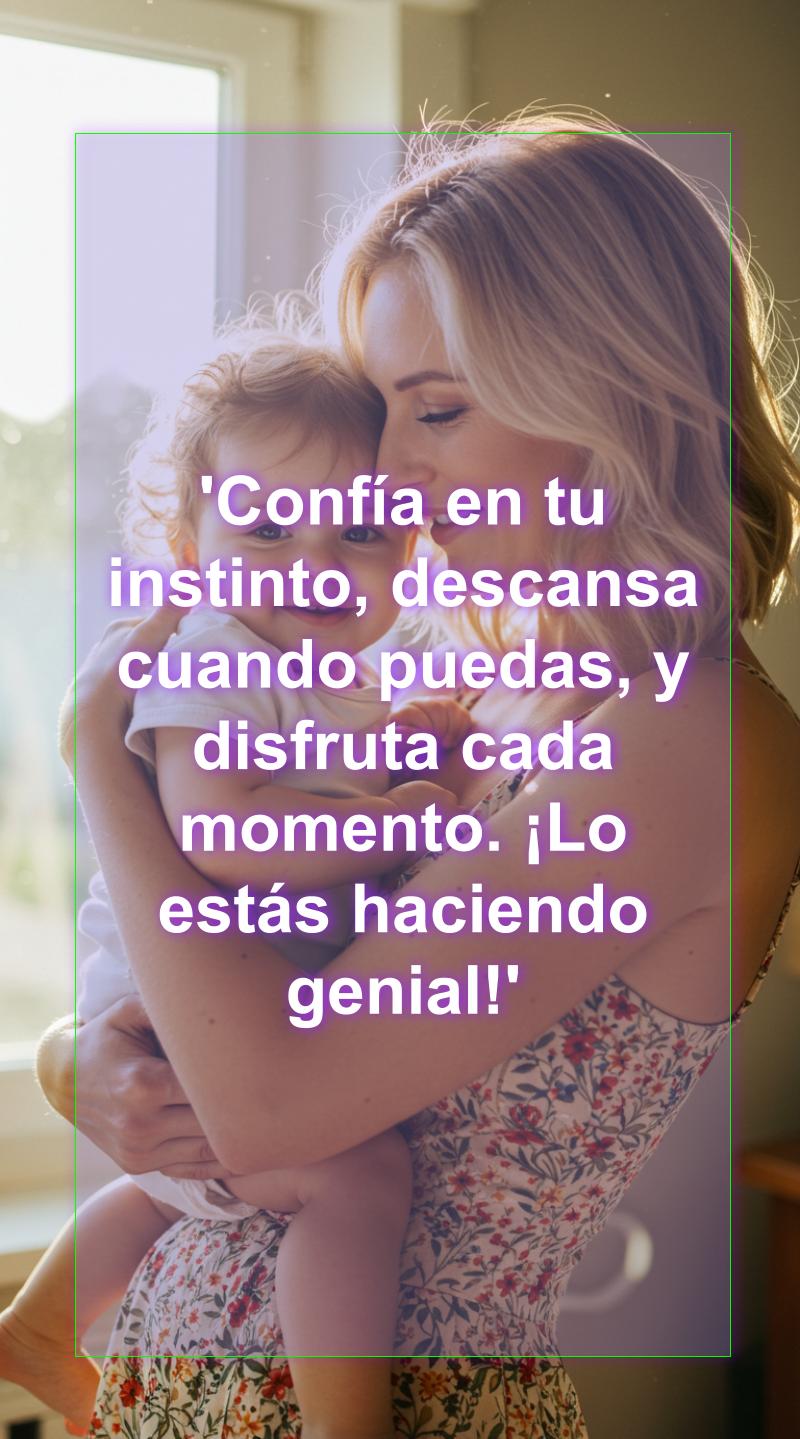 'Confía en tu
instinto, descansa
cuando puedas, y
disfruta cada
momento. ¡Lo
estás haciendo
genial!'